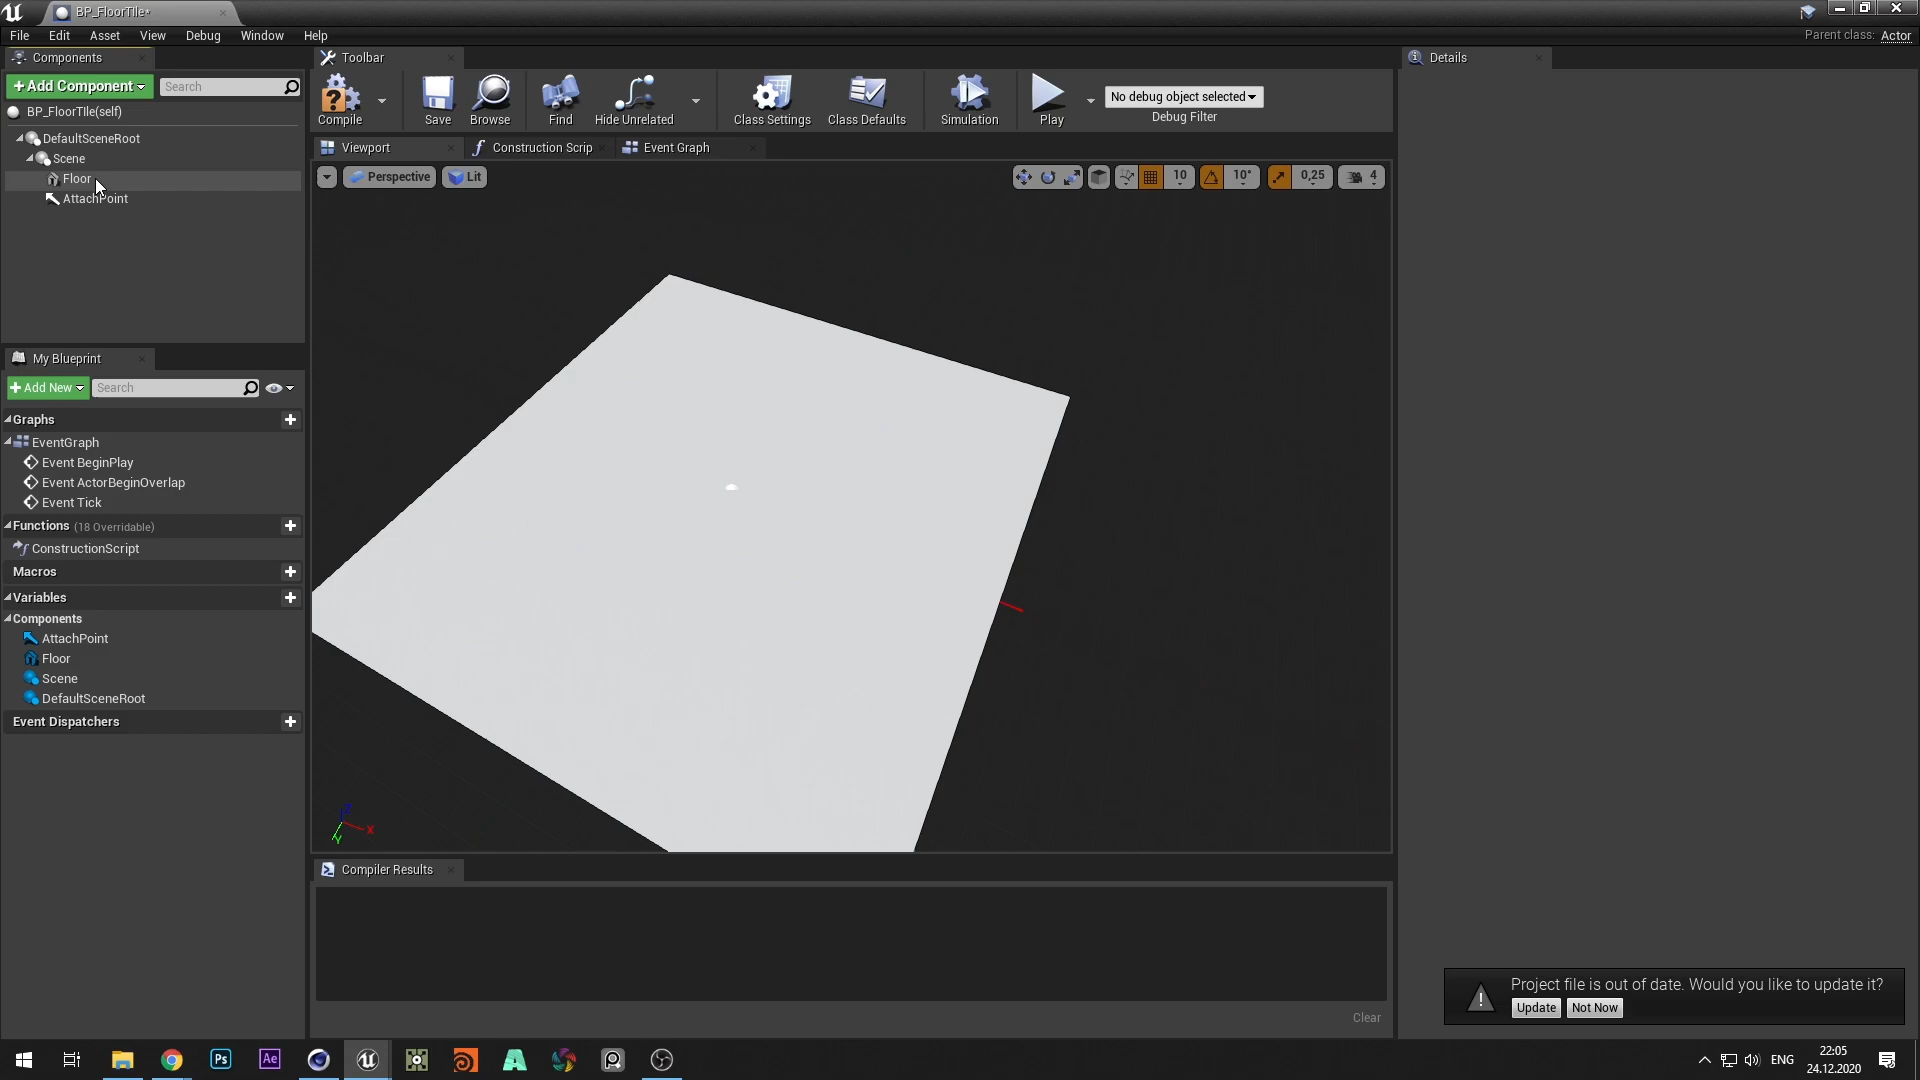 BP_FloorTIle*
File Edit Asset View Debug Window Help
Parent class: Actor
Components
Toolbar
Details
+Add Component
Search
BP_FloorTIle(self)
DefaultSceneRoot
Scene
Floor
AttachPoint
Compile
Save
Browse
Find
Hide Unrelated
Class Settings
Class Defaults
Simulation
Play
No debug object selected
Debug Filter
Viewport
Construction Scrip
Event Graph
Perspective
Lit
10
10°
0,25
4
My Blueprint
+Add New
Search
Graphs
EventGraph
Event BeginPlay
Event ActorBeginOverlap
Event Tick
Functions (18 Overridable)
ConstructionScript
Macros
Variables
Components
AttachPoint
Floor
Scene
DefaultSceneRoot
Event Dispatchers
Z
X
Y
Compiler Results
Clear
Project file is out of date. Would you like to update it?
Update
Not Now
Ps
Ae
ENG
22:05
24.12.2020